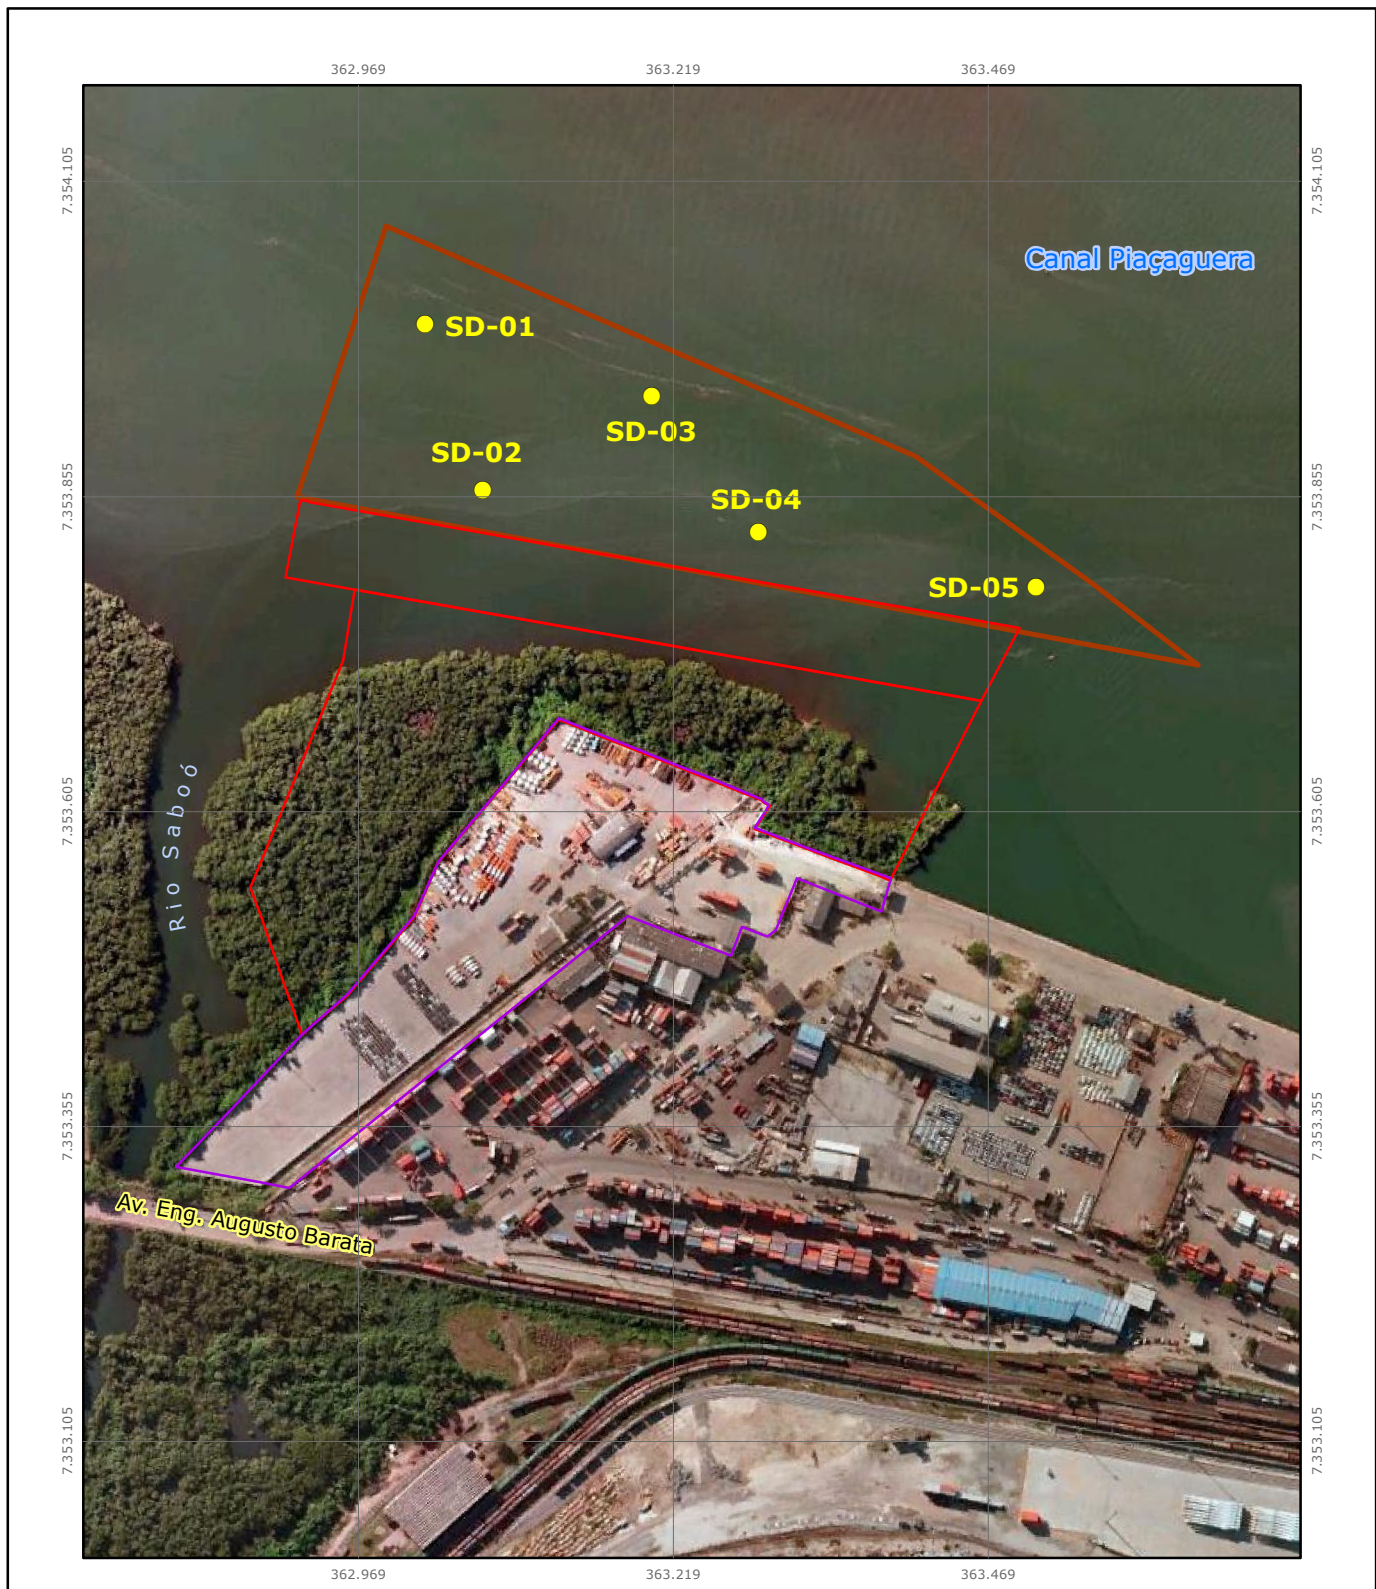 362.969
363.219
363.469
7.354.105
7.354.105
Canal Piaçaguera
SD-01
SD-03
SD-02
7.353.855
7.353.855
SD-04
SD-05
Rio Saboó
7.353.605
7.353.605
7.353.355
7.353.355
Av. Eng. Augusto Barata
7.353.105
7.353.105
362.969
363.219
363.469